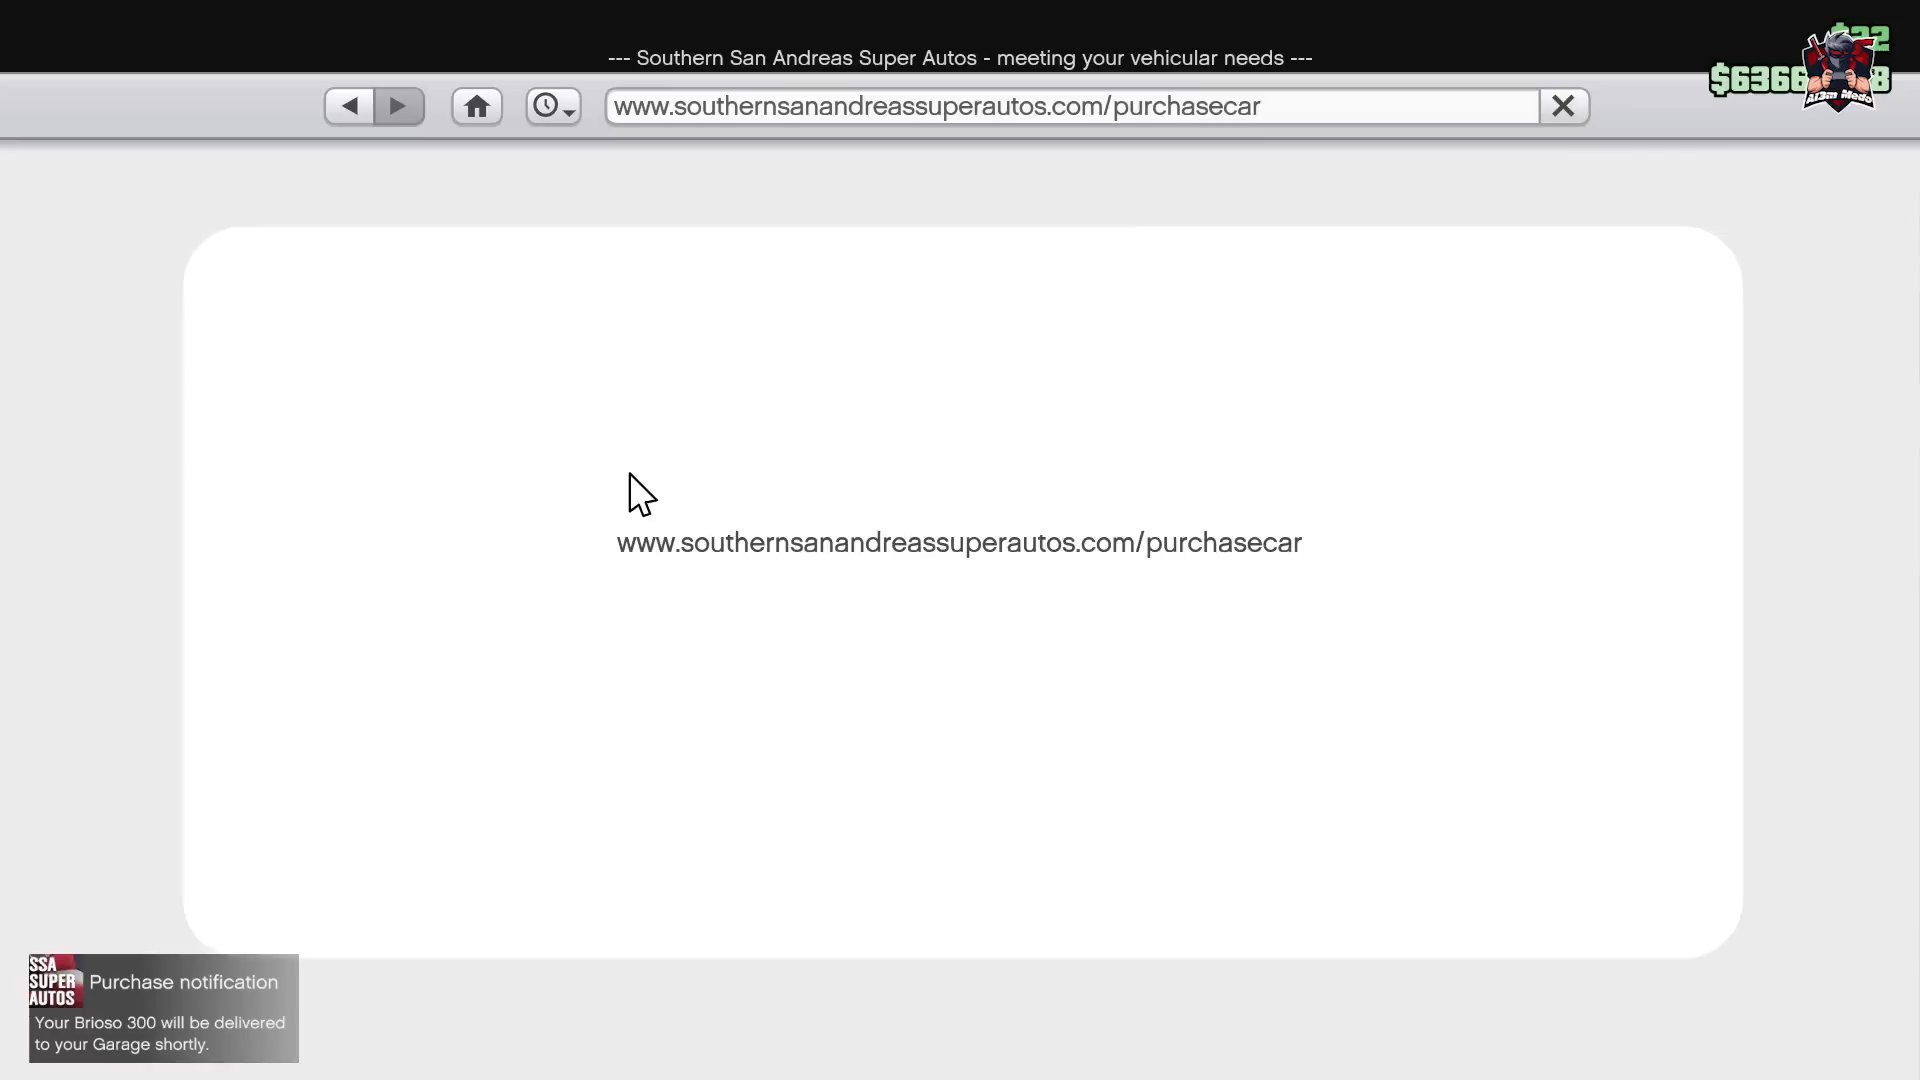 --- Southern San Andreas Super Autos - meeting your vehicular needs ---
www.southernsanandreassuperautos.com/purchasecar
www.southernsanandreassuperautos.com/purchasecar
SSA
SUPER
AUTOS
Purchase notification
Your Brioso 300 will be delivered
to your Garage shortly.